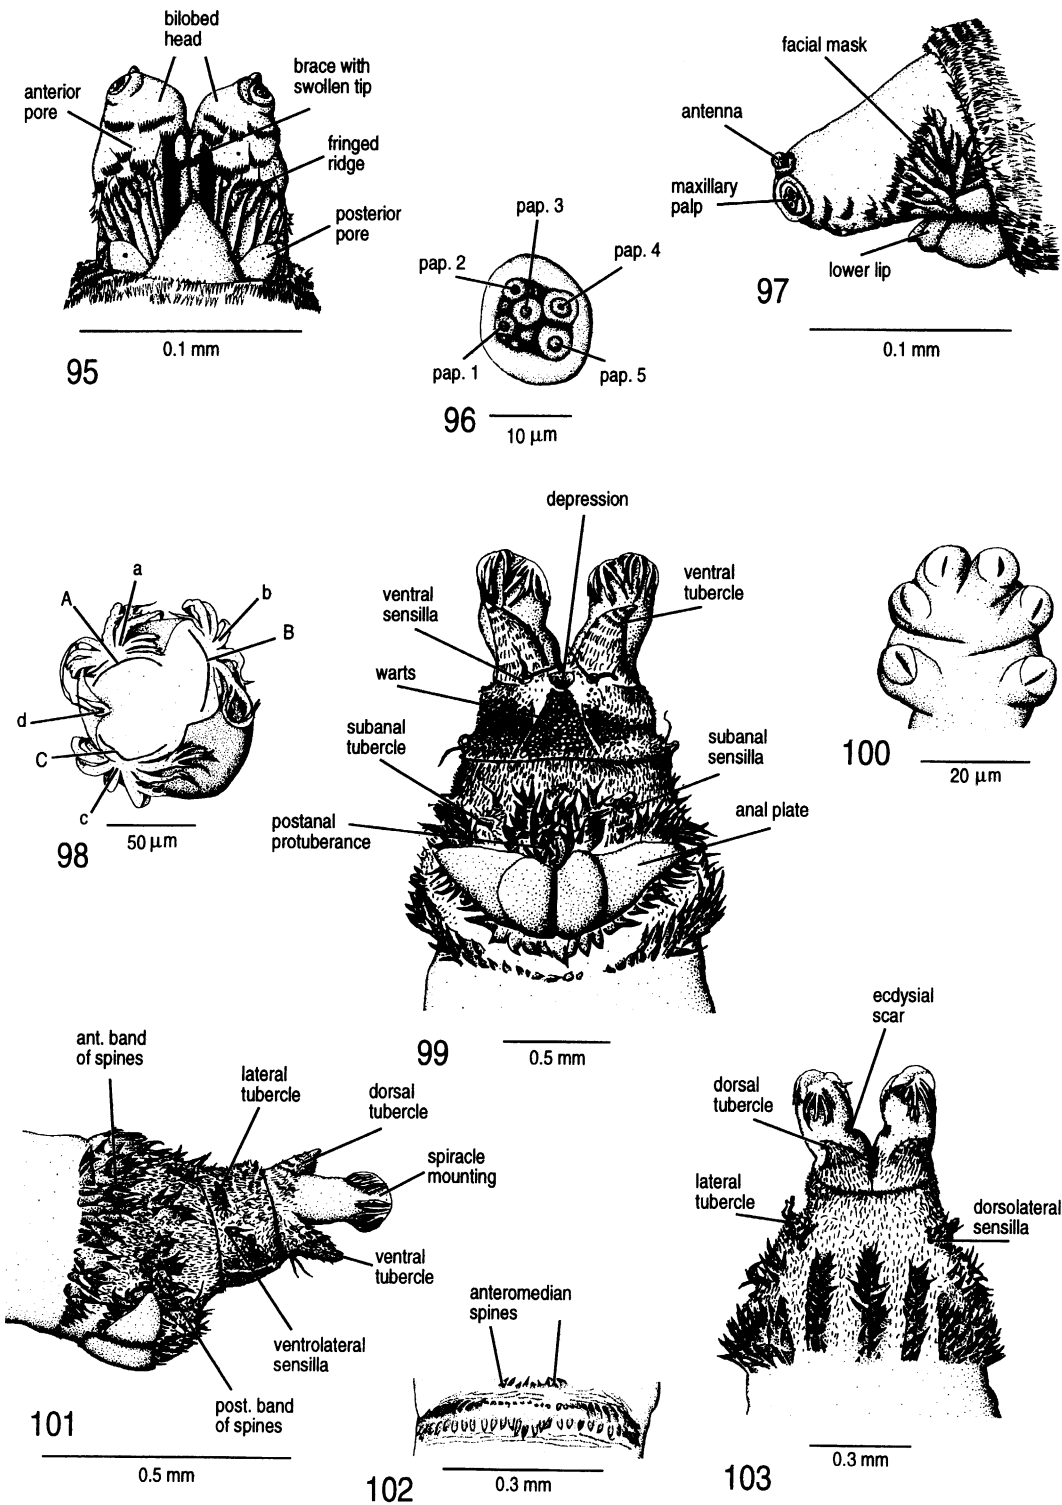 bilobed
head
anterior
pore
brace with
swollen tip
fringed
ridge
posterior
pore
0.1 mm
95
pap. 3
pap. 2
pap. 4
pap. 1
pap. 5
96
10 µm
facial mask
antenna
maxillary
palp
lower lip
97
0.1 mm
a
A
b
B
d
C
c
50 µm
98
depression
ventral
sensilla
ventral
tubercle
warts
subanal
tubercle
subanal
sensilla
postanal
protuberance
anal plate
99
0.5 mm
100
20 µm
ant. band
of spines
lateral
tubercle
dorsal
tubercle
spiracle
mounting
ventral
tubercle
ventrolateral
sensilla
post. band
of spines
101
0.5 mm
anteromedian
spines
102
0.3 mm
ecdysial
scar
dorsal
tubercle
lateral
tubercle
dorsolateral
sensilla
103
0.3 mm